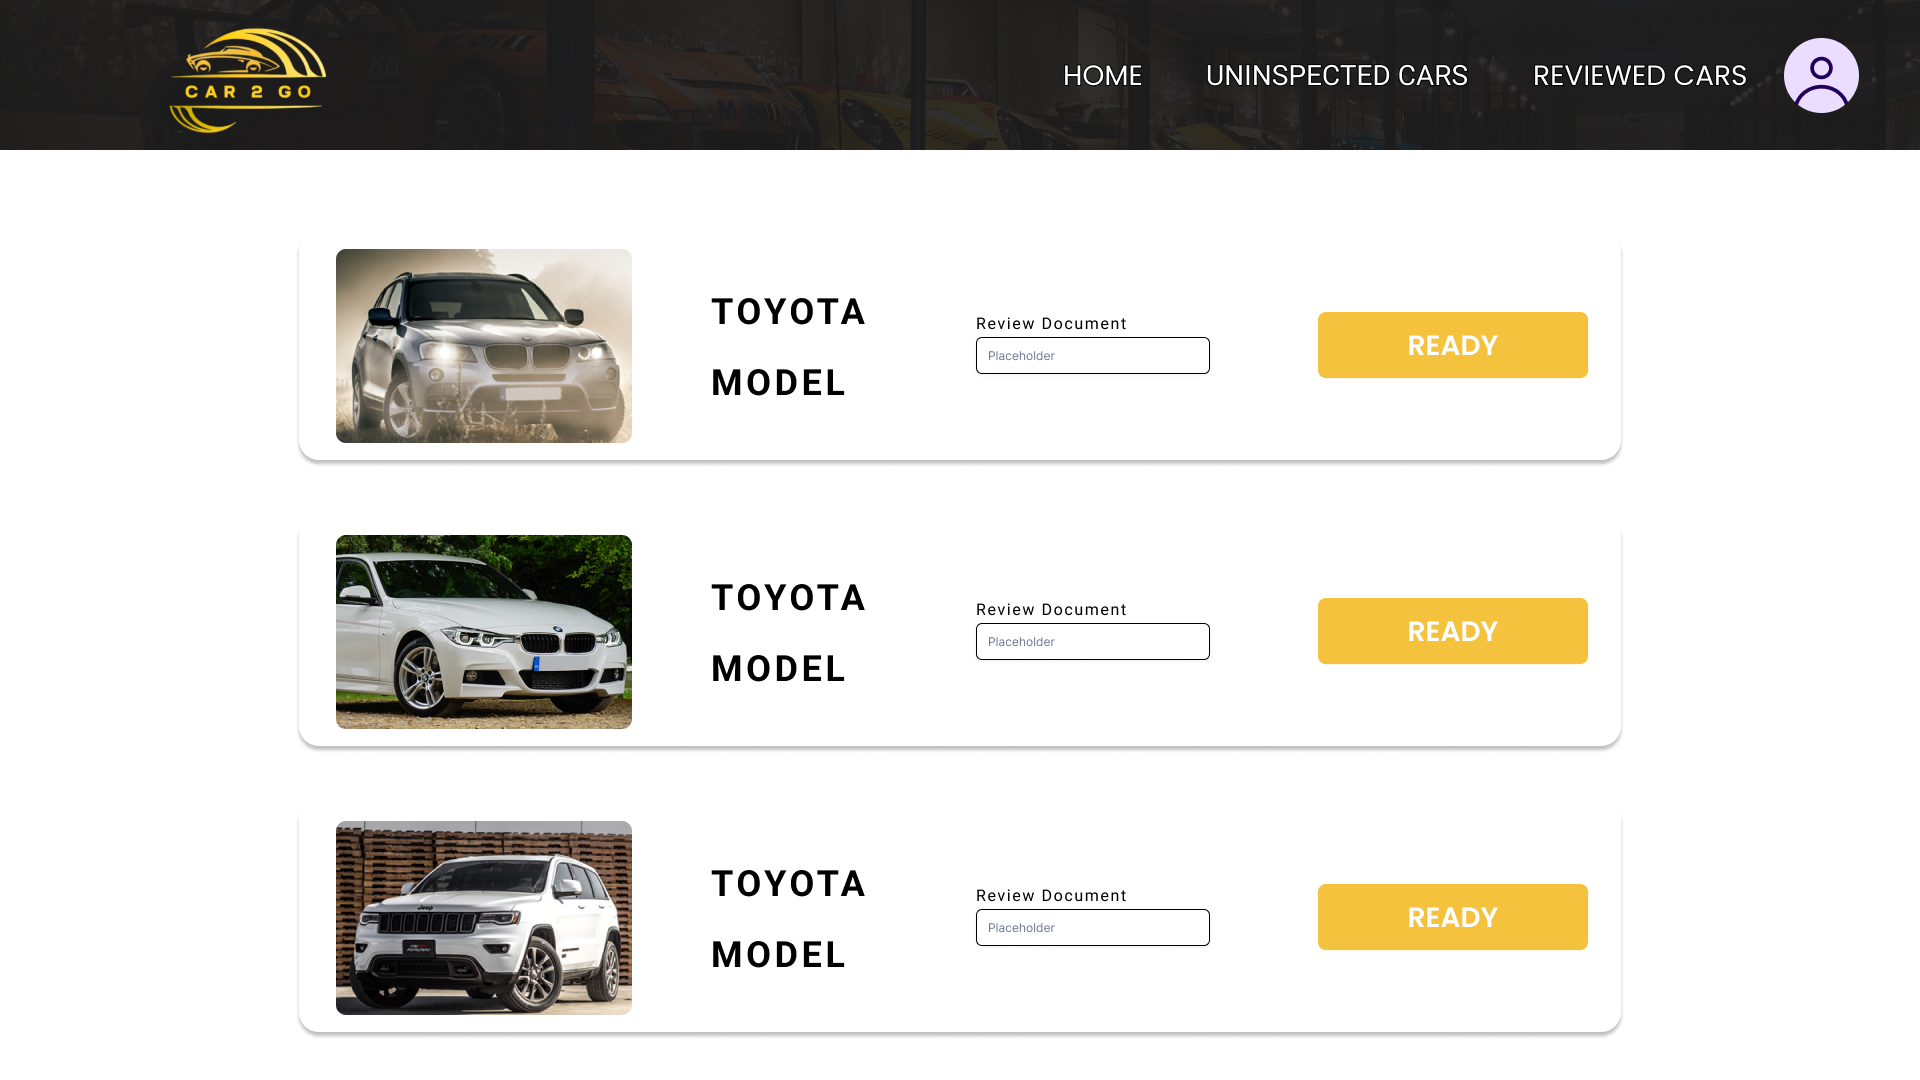 CAR 2 GO
HOME
UNINSPECTED CARS
REVIEWED CARS
TOYOTA
MODEL
Review Document
Placeholder
READY
TOYOTA
MODEL
Review Document
Placeholder
READY
Jeep
TOYOTA
MODEL
Review Document
Placeholder
READY